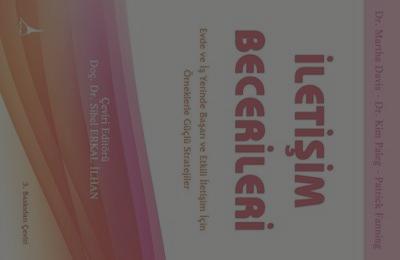 Dr. Martha Davis - Dr. Kim Paleg - Patrick Fanning
İLETİŞİM
BECERİLERİ
Evde ve İş Yerinde Başarı ve Etkili İletişim İçin
Örneklerle Güçlü Stratejiler
Çeviri Editörü
Doç. Dr. Sibel ERKAL İLHAN
3. Baskıdan Çeviri